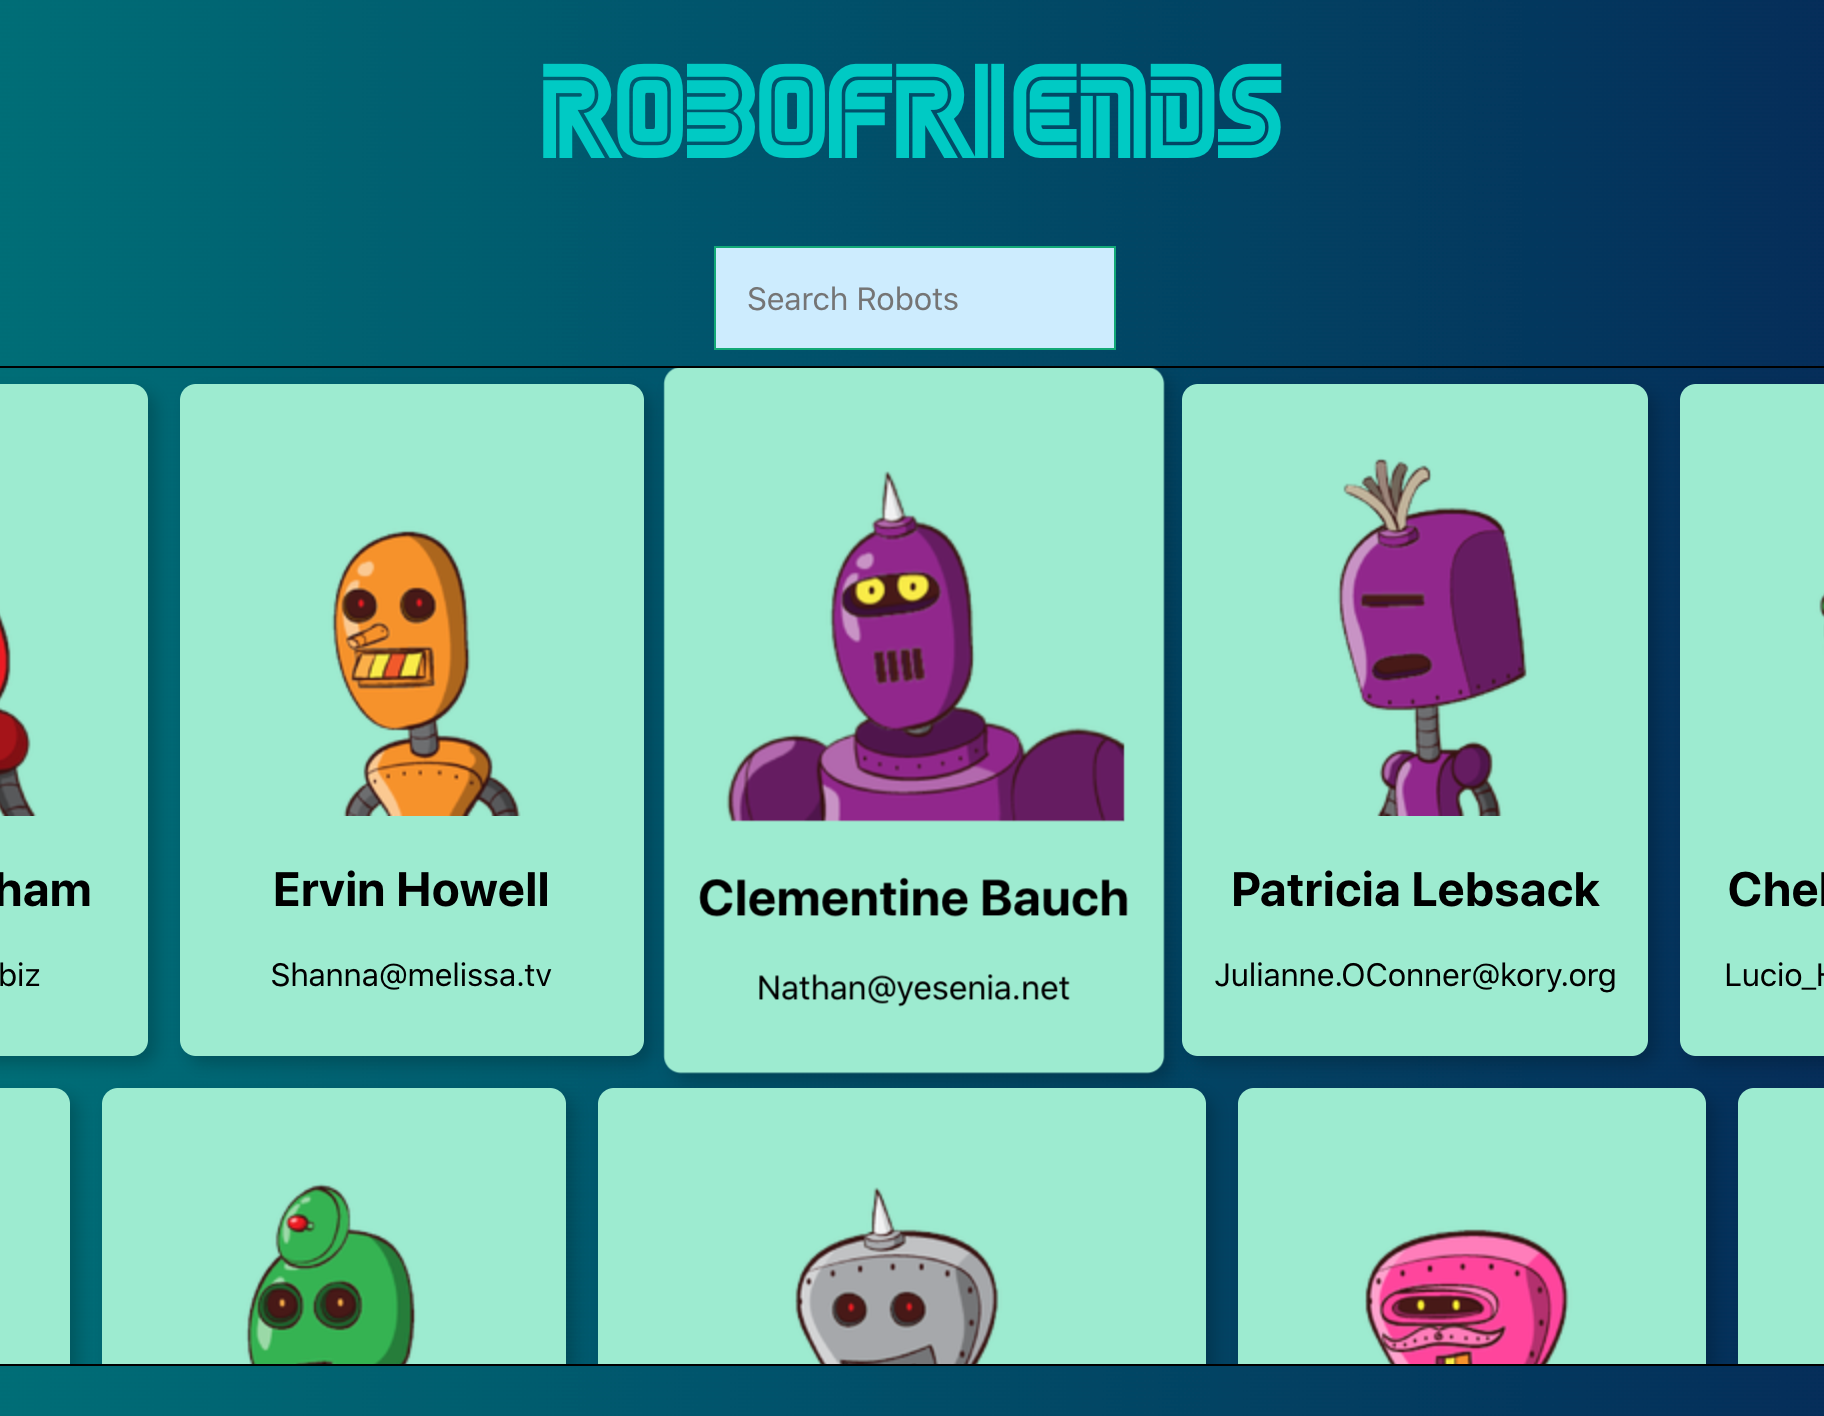 ROBOFRIENDS
Search Robots
ham
Ervin Howell
Clementine Bauch
Patricia Lebsack
Chel
biz
Shanna@melissa.tv
Nathan@yesenia.net
Julianne.OConner@kory.org
Lucio_H